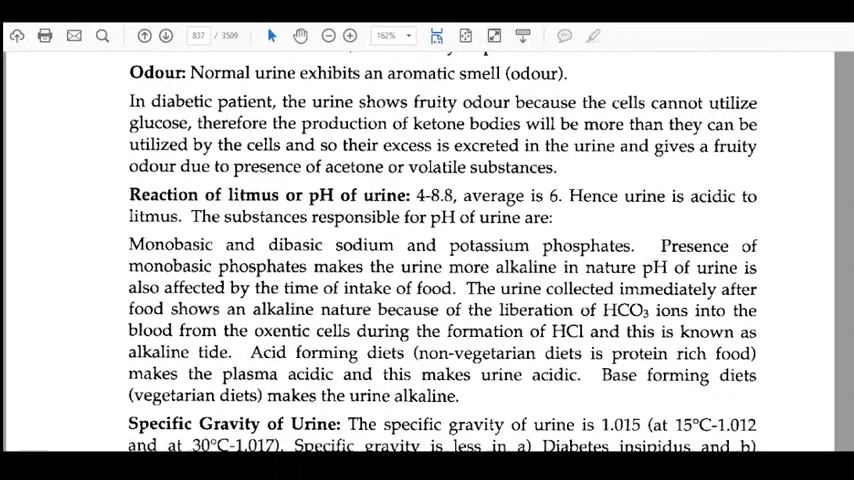 837 / 3509
162%
Odour: Normal urine exhibits an aromatic smell (odour).
In diabetic patient, the urine shows fruity odour because the cells cannot utilize
glucose, therefore the production of ketone bodies will be more than they can be
utilized by the cells and so their excess is excreted in the urine and gives a fruity
odour due to presence of acetone or volatile substances.
Reaction of litmus or pH of urine: 4-8.8, average is 6. Hence urine is acidic to
litmus. The substances responsible for pH of urine are:
Monobasic and dibasic sodium and potassium phosphates. Presence of
monobasic phosphates makes the urine more alkaline in nature pH of urine is
also affected by the time of intake of food. The urine collected immediately after
food shows an alkaline nature because of the liberation of HCO₃ ions into the
blood from the oxentic cells during the formation of HCl and this is known as
alkaline tide. Acid forming diets (non-vegetarian diets is protein rich food)
makes the plasma acidic and this makes urine acidic. Base forming diets
(vegetarian diets) makes the urine alkaline.
Specific Gravity of Urine: The specific gravity of urine is 1.015 (at 15°C-1.012
and at 30°C-1.017). Specific gravity is less in a) Diabetes insipidus and b)